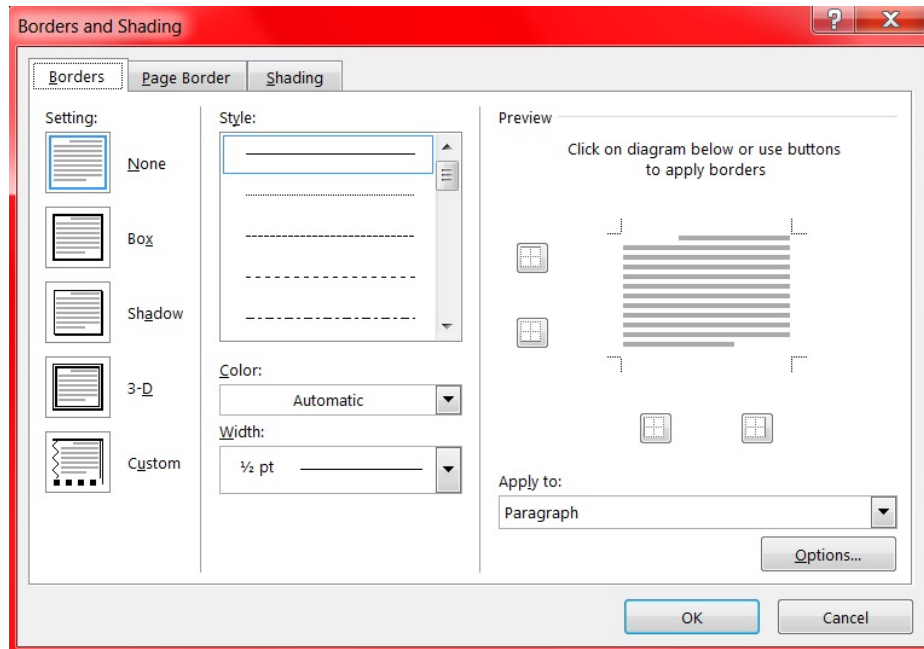 Borders and Shading
?
X
Borders
Page Border
Shading
Setting:
None
Box
Shadow
3-D
Custom
Style:
Color:
Automatic
Width:
½ pt
Preview
Click on diagram below or use buttons
to apply borders
Apply to:
Paragraph
Options...
OK
Cancel